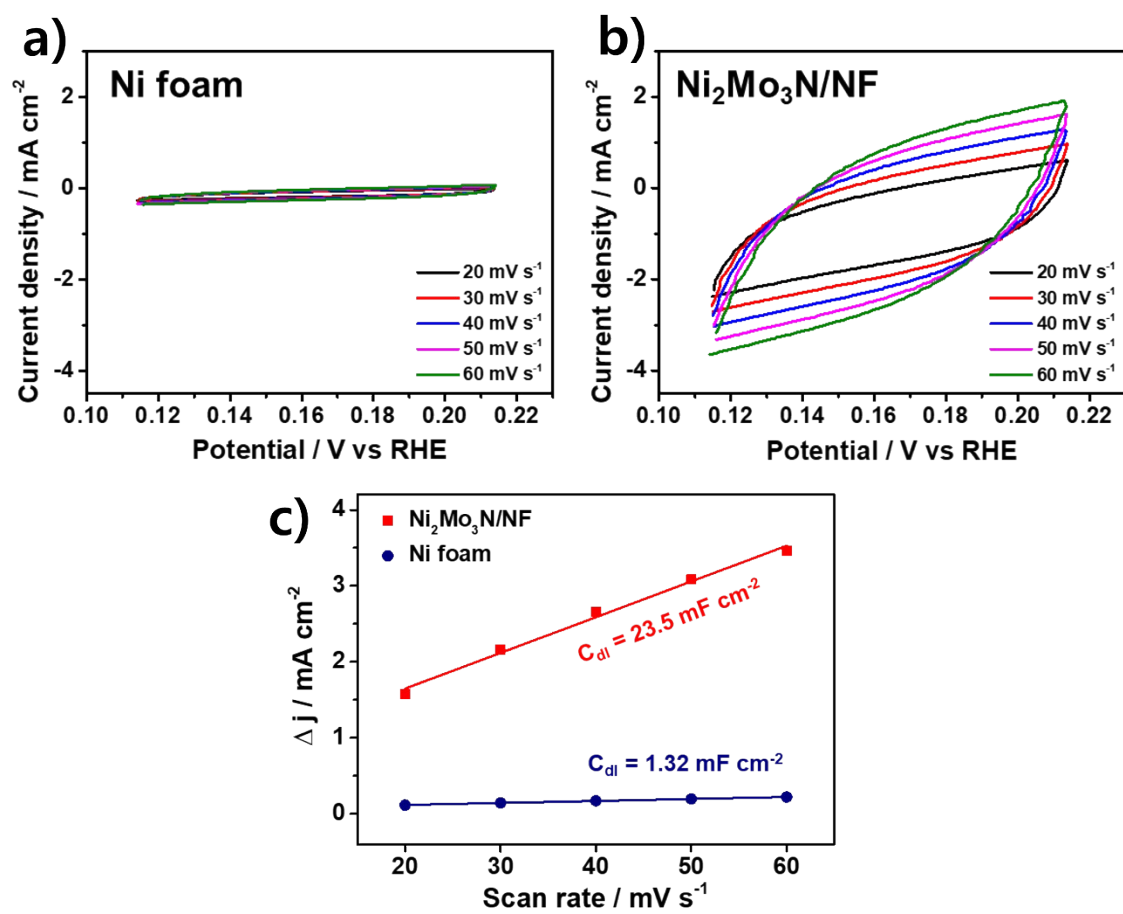 a)
Ni foam
Current density / mA cm⁻²
2
0
-2
-4
20 mV s⁻¹
30 mV s⁻¹
40 mV s⁻¹
50 mV s⁻¹
60 mV s⁻¹
0.10 0.12 0.14 0.16 0.18 0.20 0.22
Potential / V vs RHE
b)
Ni₂Mo₃N/NF
Current density / mA cm⁻²
2
0
-2
-4
20 mV s⁻¹
30 mV s⁻¹
40 mV s⁻¹
50 mV s⁻¹
60 mV s⁻¹
0.10 0.12 0.14 0.16 0.18 0.20 0.22
Potential / V vs RHE
c)
Ni₂Mo₃N/NF
Ni foam
Δ j / mA cm⁻²
4
3
2
1
0
C_dl = 23.5 mF cm⁻²
C_dl = 1.32 mF cm⁻²
20 30 40 50 60
Scan rate / mV s⁻¹